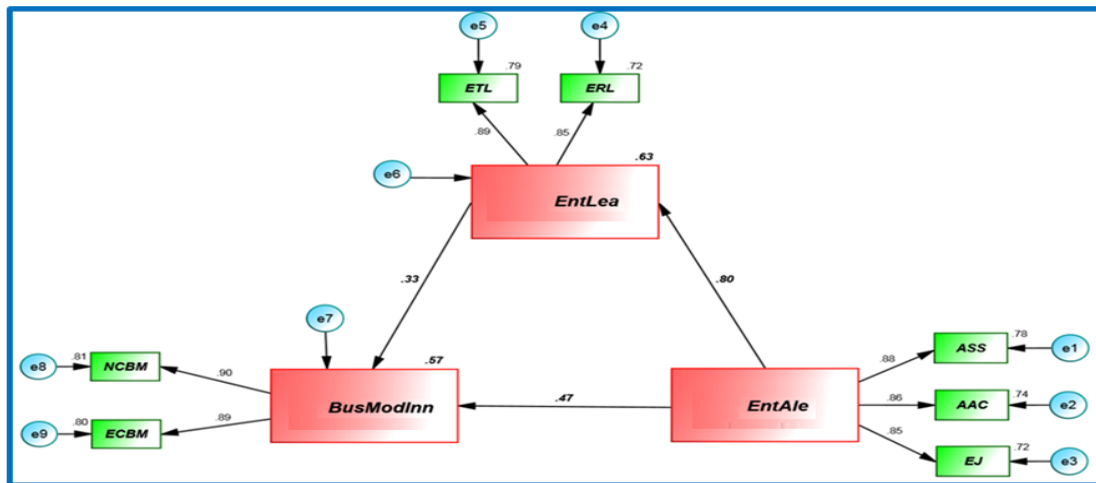 e5
e4
.79
.72
ETL
ERL
.89
.85
.63
e6
EntLea
.33
.80
e7
.81
.57
.78
e8
NCBM
.90
.88
ASS
e1
BusModInn
.47
EntAle
.86
AAC
.74
e2
.80
.89
e9
ECBM
.85
.72
EJ
e3